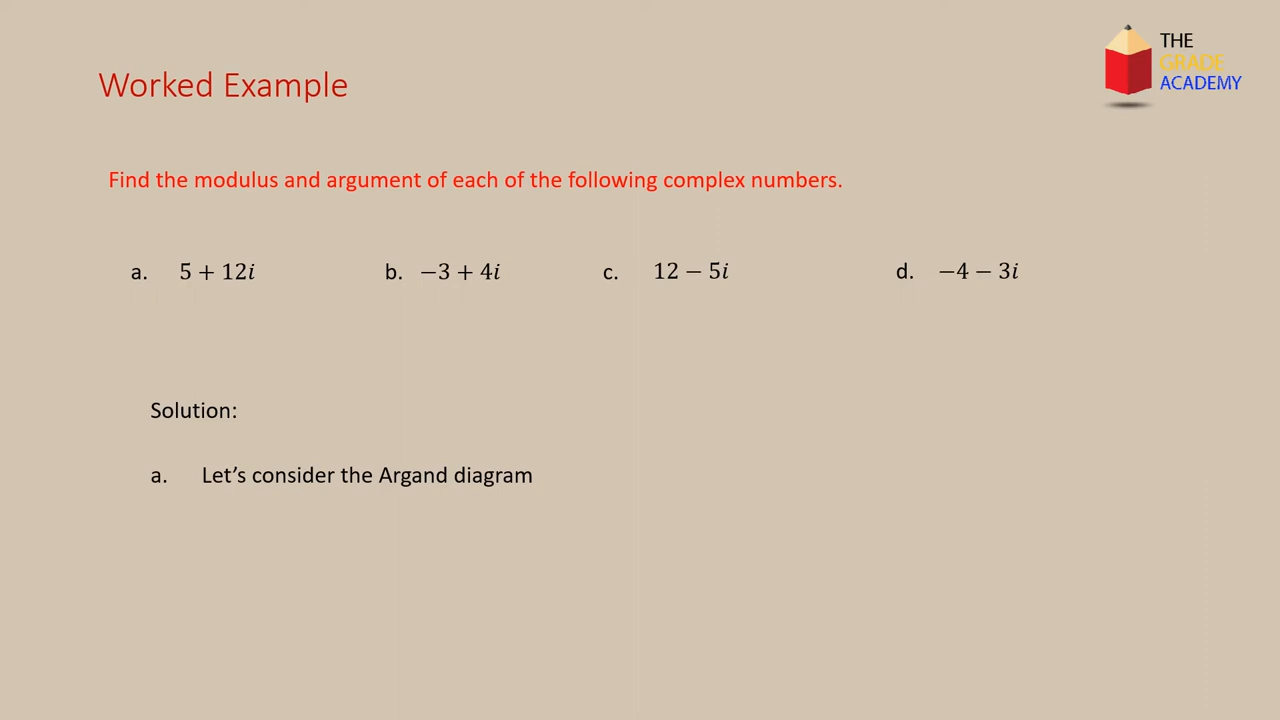 THE
GRADE
ACADEMY
Worked Example
Find the modulus and argument of each of the following complex numbers.
a. 5 + 12i b. −3 + 4i c. 12 − 5i d. −4 − 3i
Solution:
a. Let’s consider the Argand diagram